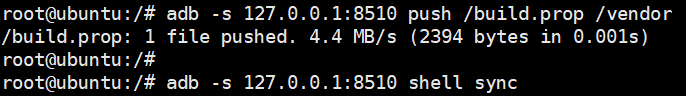 root@ubuntu:/# adb -s 127.0.0.1:8510 push /build.prop /vendor
/build.prop: 1 file pushed. 4.4 MB/s (2394 bytes in 0.001s)
root@ubuntu:/#
root@ubuntu:/# adb -s 127.0.0.1:8510 shell sync